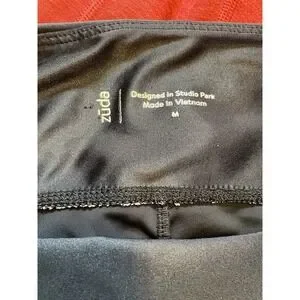 zuda
Designed in Studio Park
Made in Vietnam
M